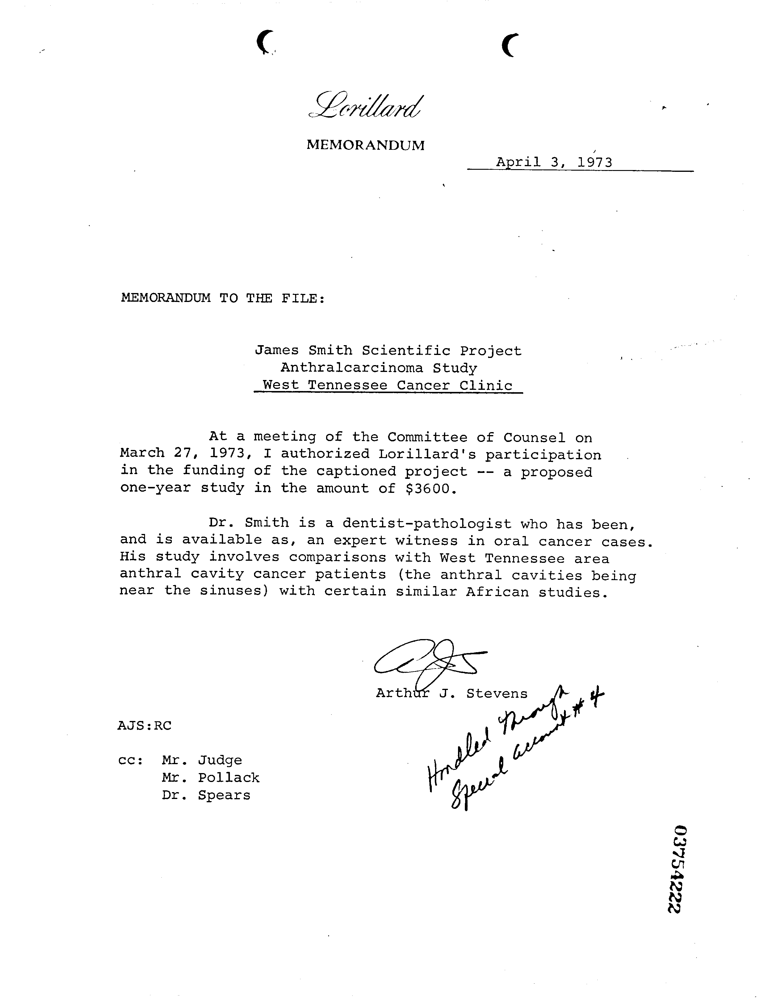 Lorillard
MEMORANDUM
April 3, 1973
MEMORANDUM TO THE FILE:
James Smith Scientific Project
Anthralcarcinoma Study
West Tennessee Cancer Clinic
At a meeting of the Committee of Counsel on
March 27, 1973, I authorized Lorillard's participation
in the funding of the captioned project -- a proposed
one-year study in the amount of $3600.
Dr. Smith is a dentist-pathologist who has been,
and is available as, an expert witness in oral cancer cases.
His study involves comparisons with West Tennessee area
anthral cavity cancer patients (the anthral cavities being
near the sinuses) with certain similar African studies.
AJS
Arthur J. Stevens
Handled through
Special account # 4
AJS:RC
cc: Mr. Judge
Mr. Pollack
Dr. Spears
03754222